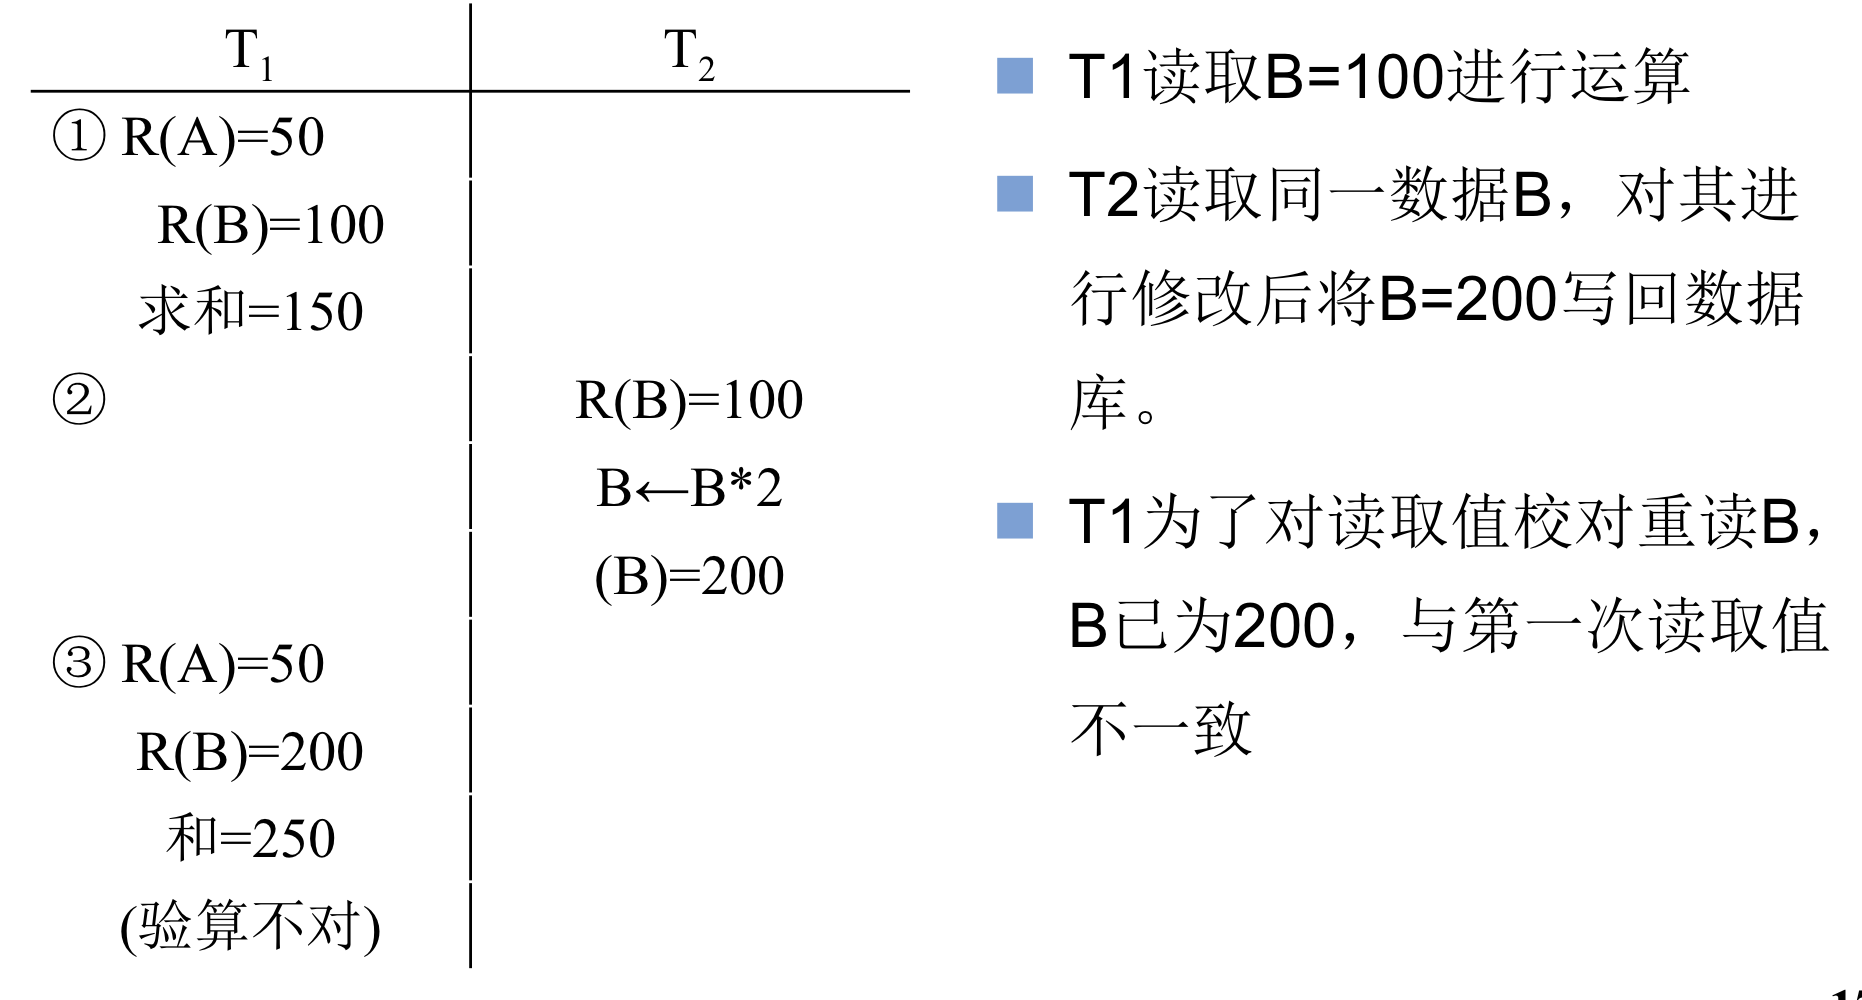 T1 T2
① R(A)=50
R(B)=100
求和=150
② R(B)=100
B←B*2
(B)=200
③ R(A)=50
R(B)=200
和=250
(验算不对)
T1读取B=100进行运算
T2读取同一数据B，对其进
行修改后将B=200写回数据
库。
T1为了对读取值校对重读B，
B已为200，与第一次读取值
不一致